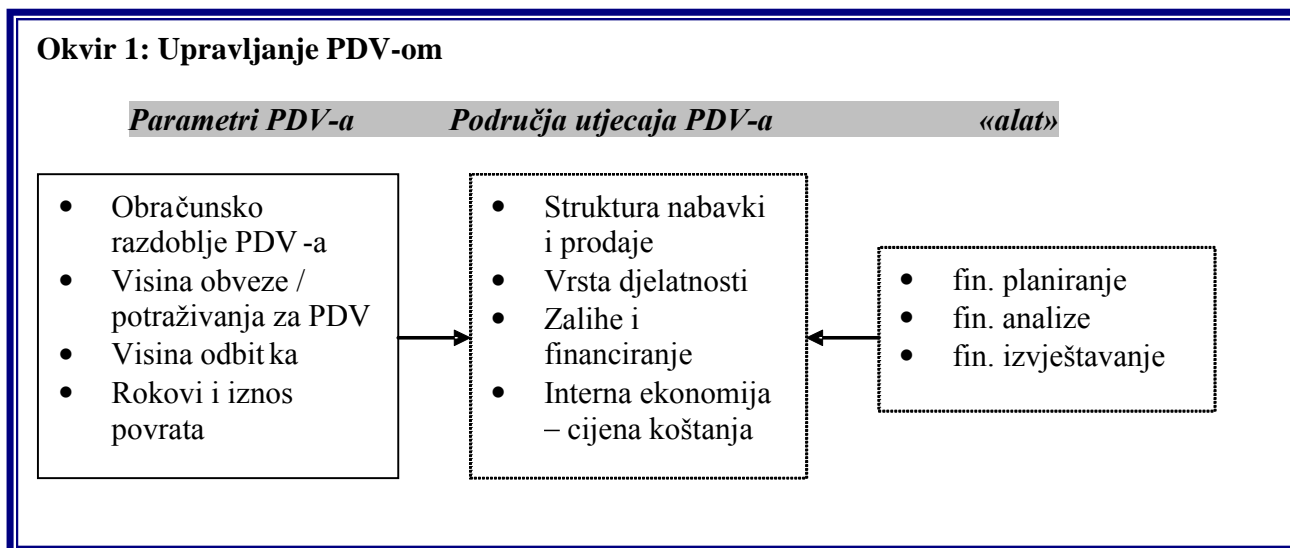 Okvir 1: Upravljanje PDV-om
Parametri PDV-a Područja utjecaja PDV-a «alat»
• Obračunsko
razdoblje PDV -a
• Visina obveze /
potraživanja za PDV
• Visina odbit ka
• Rokovi i iznos
povrata
• Struktura nabavki
i prodaje
• Vrsta djelatnosti
• Zalihe i
financiranje
• Interna ekonomija
– cijena koštanja
• fin. planiranje
• fin. analize
• fin. izvještavanje